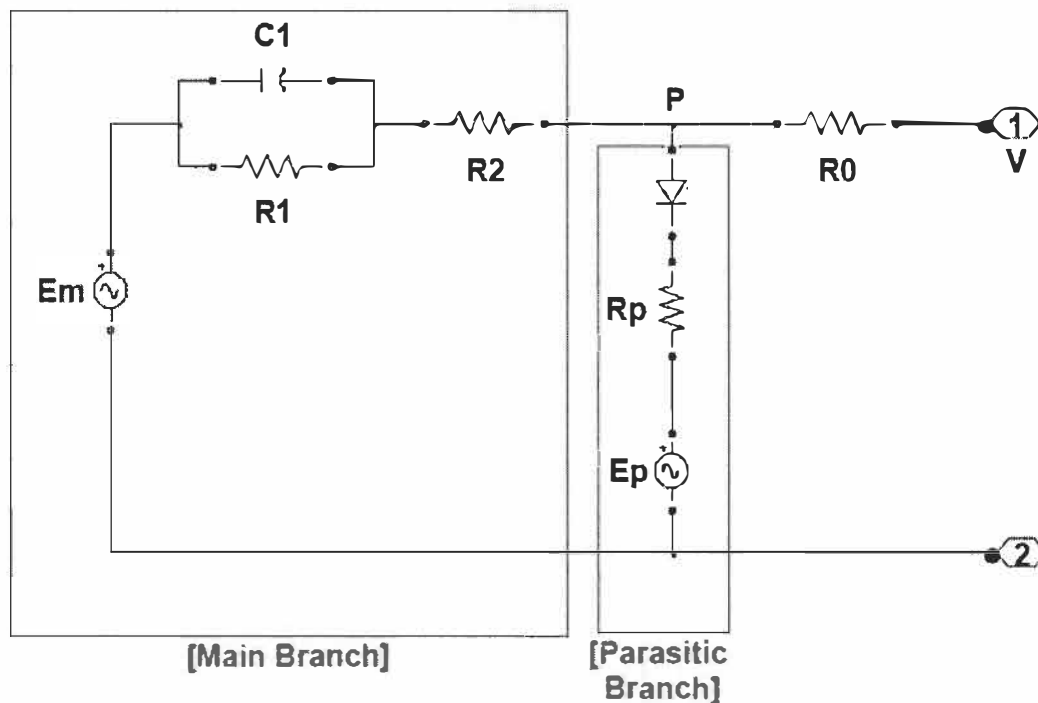 C1
P
1
R2
R0
V
R1
Em
Rp
Ep
2
[Main Branch]
[Parasitic
Branch]